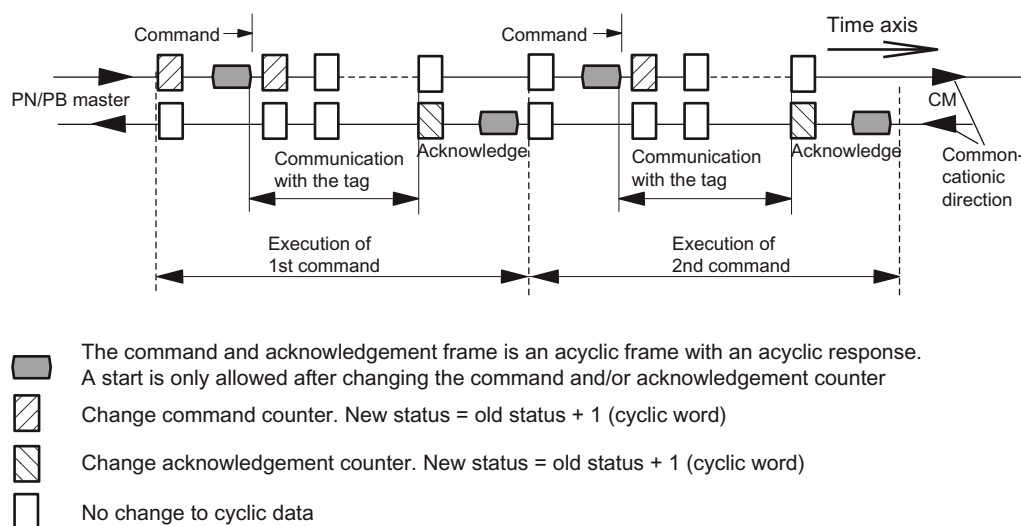 Command
Command
Time axis
PN/PB master
CM
Communication
with the tag
Acknowledge
Communication
with the tag
Acknowledge
Common-
cationic
direction
Execution of
1st command
Execution of
2nd command
The command and acknowledgement frame is an acyclic frame with an acyclic response.
A start is only allowed after changing the command and/or acknowledgement counter
Change command counter. New status = old status + 1 (cyclic word)
Change acknowledgement counter. New status = old status + 1 (cyclic word)
No change to cyclic data